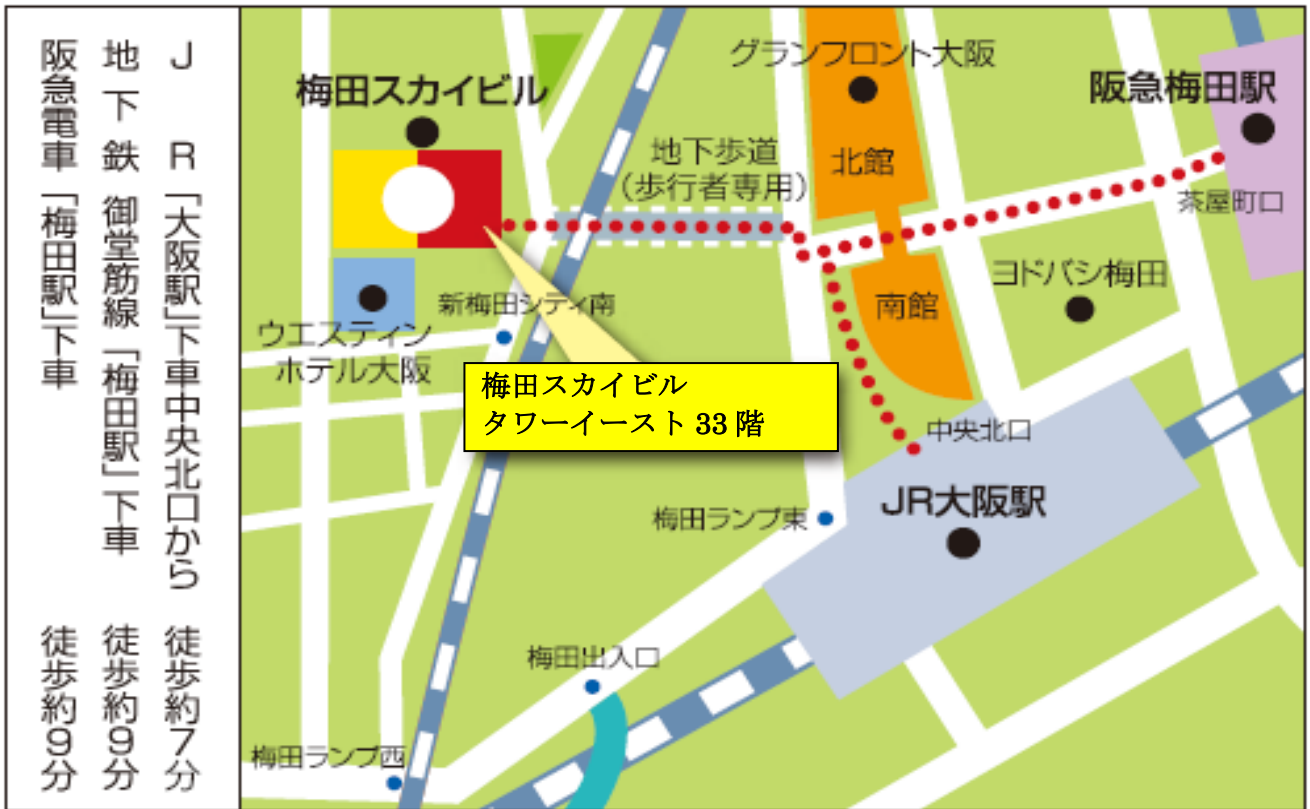 J R「大阪駅」下車中央北口から 徒歩約7分
地下鉄 御堂筋線「梅田駅」下車 徒歩約9分
阪急電車「梅田駅」下車 徒歩約9分
グランフロント大阪
梅田スカイビル
阪急梅田駅
地下歩道
(歩行者専用)
北館
茶屋町口
ヨドバシ梅田
新梅田シティ南
南館
ウエスティン
ホテル大阪
梅田スカイビル
タワーイースト 33 階
中央北口
JR大阪駅
梅田ランプ東
梅田出入口
梅田ランプ西